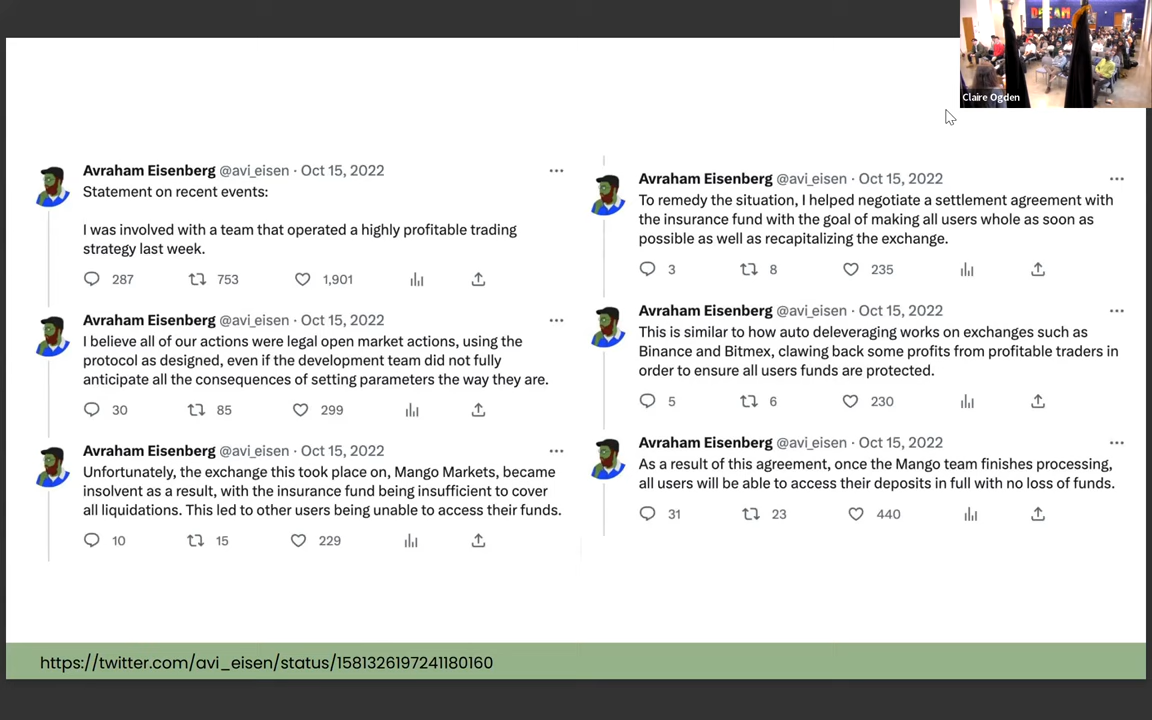 DREAM
Claire Ogden
Avraham Eisenberg @avi_eisen · Oct 15, 2022
Statement on recent events:
I was involved with a team that operated a highly profitable trading
strategy last week.
287 753 1,901
Avraham Eisenberg @avi_eisen · Oct 15, 2022
I believe all of our actions were legal open market actions, using the
protocol as designed, even if the development team did not fully
anticipate all the consequences of setting parameters the way they are.
30 85 299
Avraham Eisenberg @avi_eisen · Oct 15, 2022
Unfortunately, the exchange this took place on, Mango Markets, became
insolvent as a result, with the insurance fund being insufficient to cover
all liquidations. This led to other users being unable to access their funds.
10 15 229
Avraham Eisenberg @avi_eisen · Oct 15, 2022
To remedy the situation, I helped negotiate a settlement agreement with
the insurance fund with the goal of making all users whole as soon as
possible as well as recapitalizing the exchange.
3 8 235
Avraham Eisenberg @avi_eisen · Oct 15, 2022
This is similar to how auto deleveraging works on exchanges such as
Binance and Bitmex, clawing back some profits from profitable traders in
order to ensure all users funds are protected.
5 6 230
Avraham Eisenberg @avi_eisen · Oct 15, 2022
As a result of this agreement, once the Mango team finishes processing,
all users will be able to access their deposits in full with no loss of funds.
31 23 440
https://twitter.com/avi_eisen/status/1581326197241180160